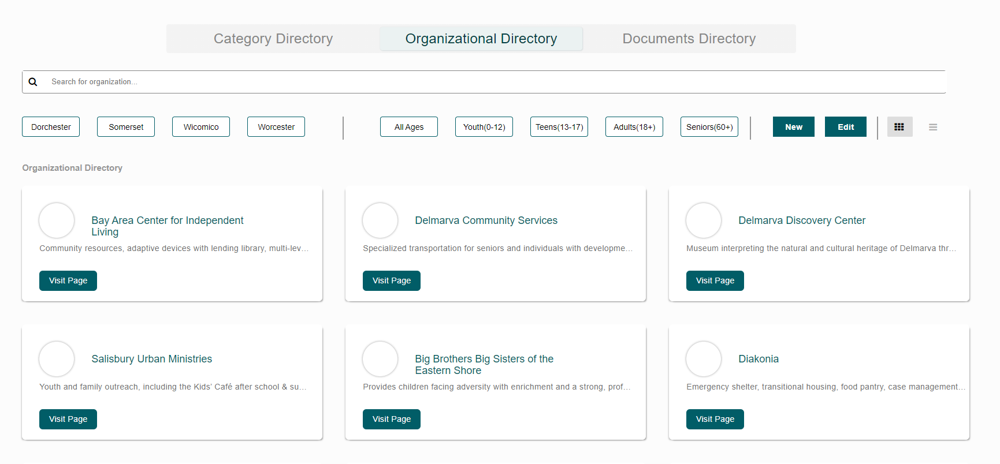 Category Directory
Organizational Directory
Documents Directory
Search for organization...
Dorchester
Somerset
Wicomico
Worcester
All Ages
Youth(0-12)
Teens(13-17)
Adults(18+)
Seniors(60+)
New
Edit
Organizational Directory
Bay Area Center for Independent
Living
Community resources, adaptive devices with lending library, multi-lev...
Visit Page
Delmarva Community Services
Specialized transportation for seniors and individuals with developme...
Visit Page
Delmarva Discovery Center
Museum interpreting the natural and cultural heritage of Delmarva thr...
Visit Page
Salisbury Urban Ministries
Youth and family outreach, including the Kids’ Café after school & su...
Visit Page
Big Brothers Big Sisters of the
Eastern Shore
Provides children facing adversity with enrichment and a strong, prof...
Visit Page
Diakonia
Emergency shelter, transitional housing, food pantry, case management...
Visit Page